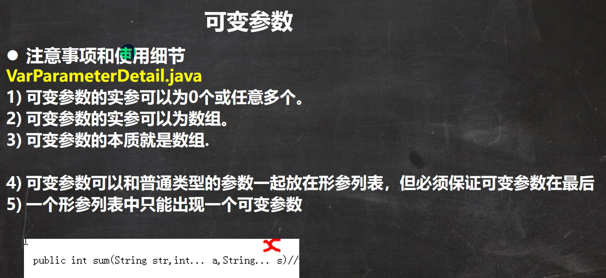 可变参数
● 注意事项和使用细节
VarParameterDetail.java
1) 可变参数的实参可以为0个或任意多个。
2) 可变参数的实参可以为数组。
3) 可变参数的本质就是数组.
4) 可变参数可以和普通类型的参数一起放在形参列表，但必须保证可变参数在最后
5) 一个形参列表中只能出现一个可变参数
public int sum(String str,int... a,String... s)//